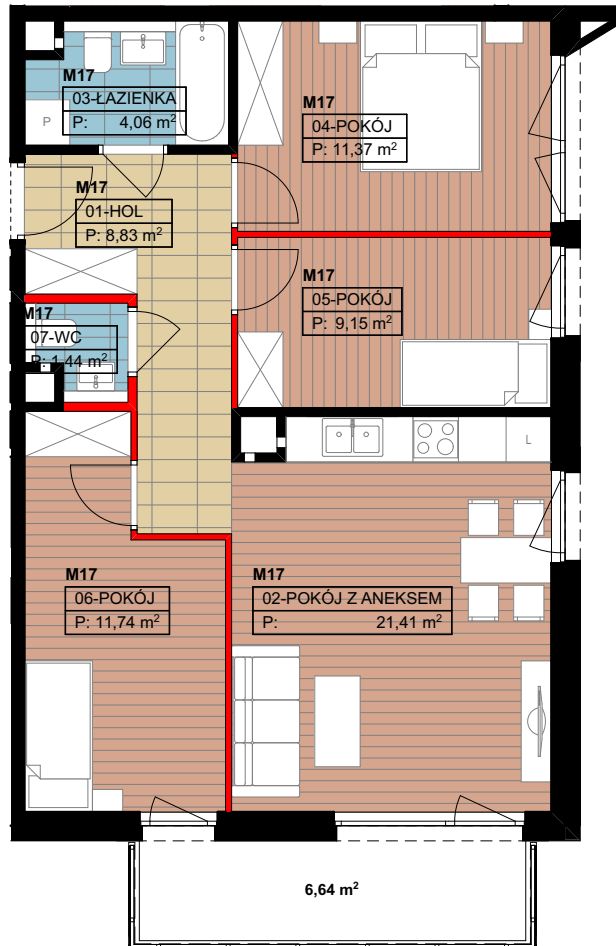 M17
03-ŁAZIENKA
P: 4,06 m²
P
M17
04-POKÓJ
P: 11,37 m²
M17
01-HOL
P: 8,83 m²
M17
05-POKÓJ
P: 9,15 m²
M17
07-WC
P: 1,44 m²
L
M17
06-POKÓJ
P: 11,74 m²
M17
02-POKÓJ Z ANEKSEM
P: 21,41 m²
6,64 m²